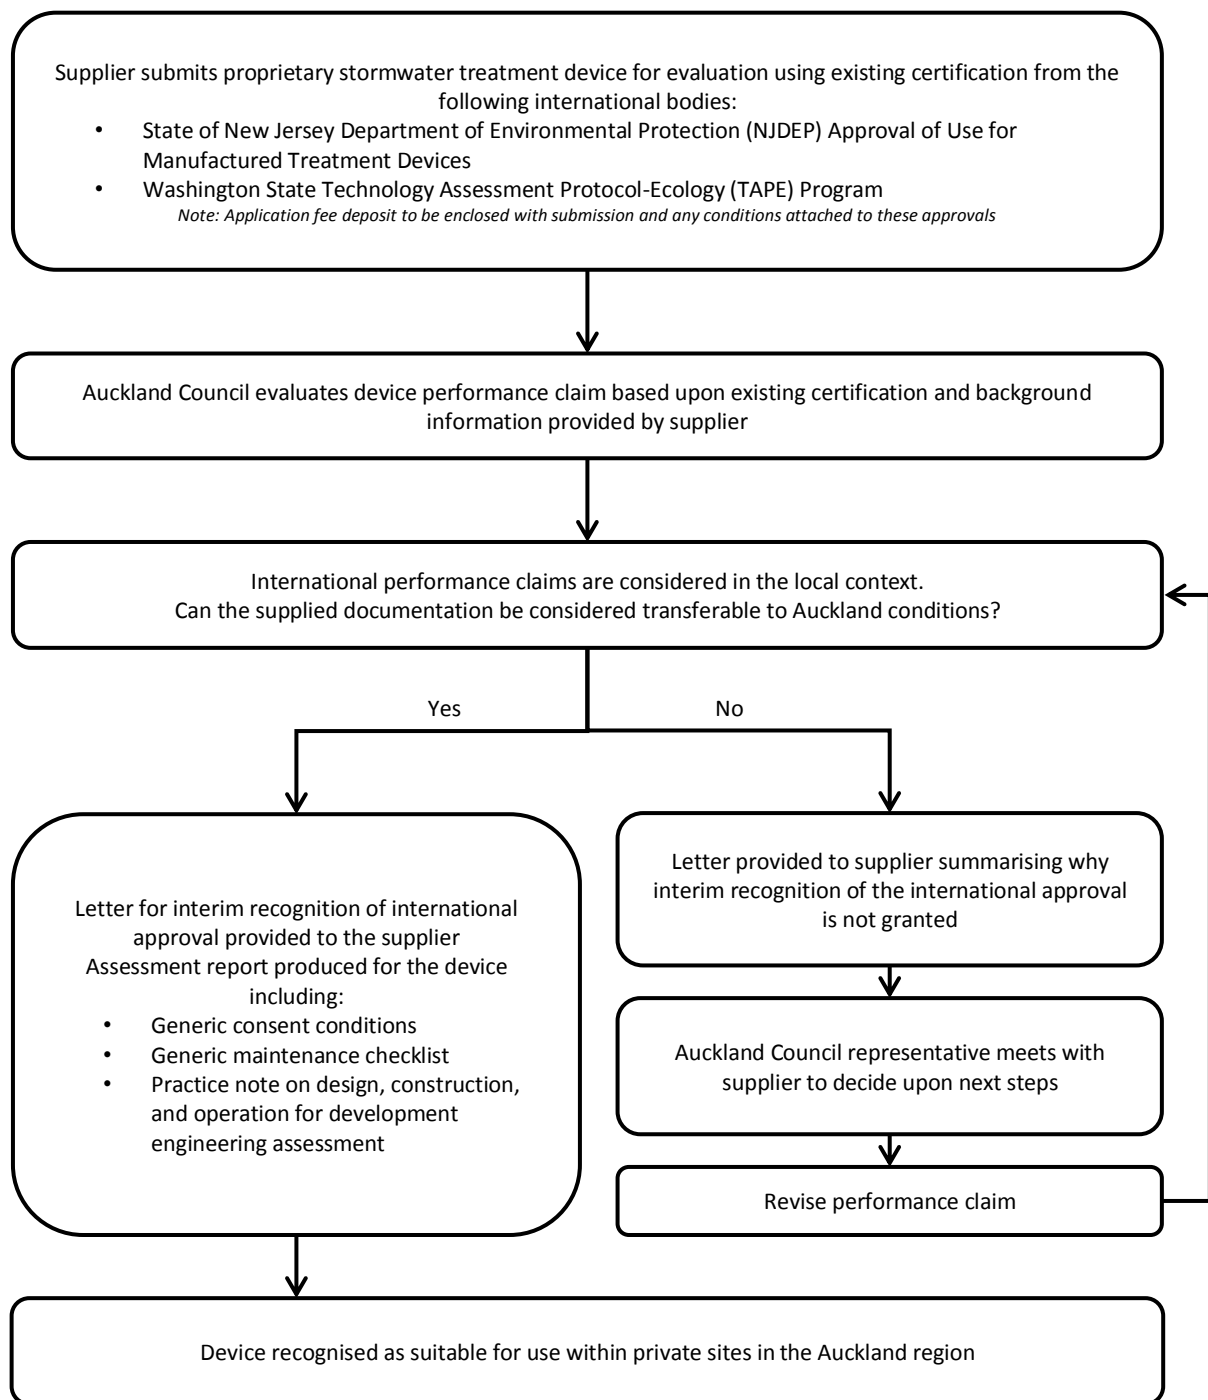 Supplier submits proprietary stormwater treatment device for evaluation using existing certification from the
following international bodies:
• State of New Jersey Department of Environmental Protection (NJDEP) Approval of Use for
Manufactured Treatment Devices
• Washington State Technology Assessment Protocol-Ecology (TAPE) Program
Note: Application fee deposit to be enclosed with submission and any conditions attached to these approvals
Auckland Council evaluates device performance claim based upon existing certification and background
information provided by supplier
International performance claims are considered in the local context.
Can the supplied documentation be considered transferable to Auckland conditions?
Yes
No
Letter for interim recognition of international
approval provided to the supplier
Assessment report produced for the device
including:
• Generic consent conditions
• Generic maintenance checklist
• Practice note on design, construction,
and operation for development
engineering assessment
Letter provided to supplier summarising why
interim recognition of the international approval
is not granted
Auckland Council representative meets with
supplier to decide upon next steps
Revise performance claim
Device recognised as suitable for use within private sites in the Auckland region